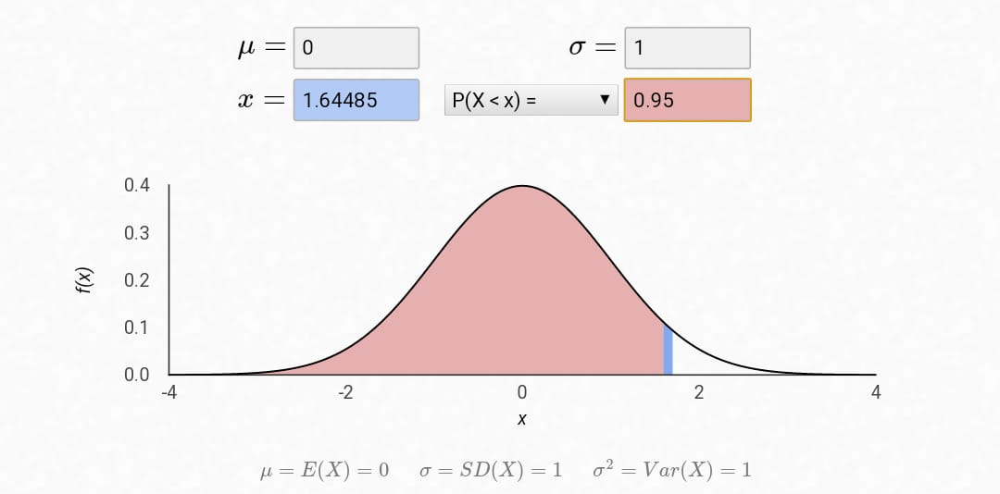 μ = 0 σ = 1
x = 1.64485 P(X < x) = ▼ 0.95
0.4
0.3
0.2
0.1
0.0
f(x)
-4 -2 0 2 4
x
μ = E(X) = 0 σ = SD(X) = 1 σ² = Var(X) = 1